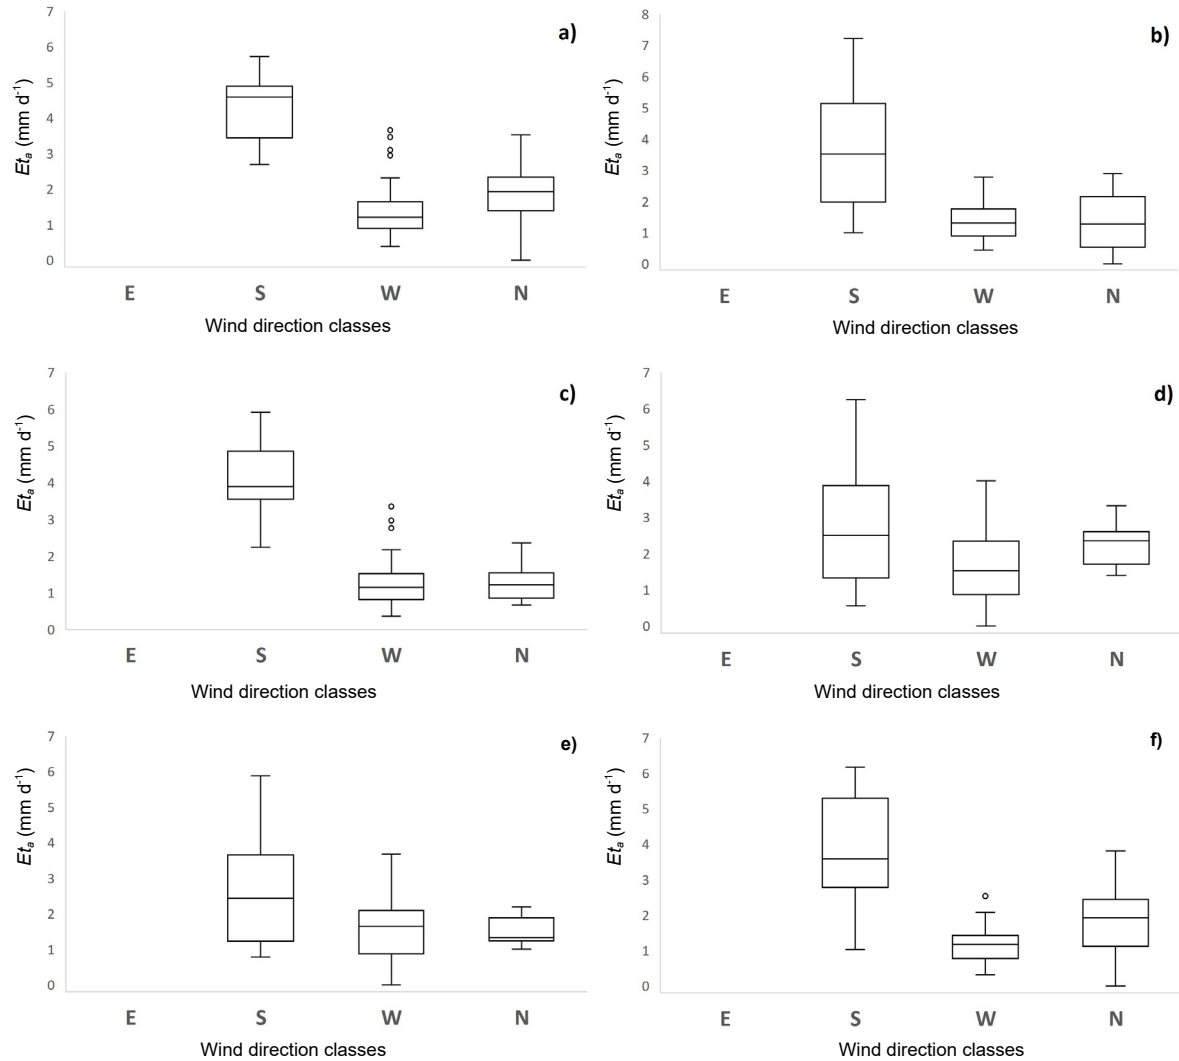 a)
Et_a (mm d^-1)
7
6
5
4
3
2
1
0
E S W N
Wind direction classes
b)
Et_a (mm d^-1)
8
7
6
5
4
3
2
1
0
E S W N
Wind direction classes
c)
Et_a (mm d^-1)
7
6
5
4
3
2
1
0
E S W N
Wind direction classes
d)
Et_a (mm d^-1)
7
6
5
4
3
2
1
0
E S W N
Wind direction classes
e)
Et_a (mm d^-1)
7
6
5
4
3
2
1
0
E S W N
Wind direction classes
f)
Et_a (mm d^-1)
7
6
5
4
3
2
1
0
E S W N
Wind direction classes